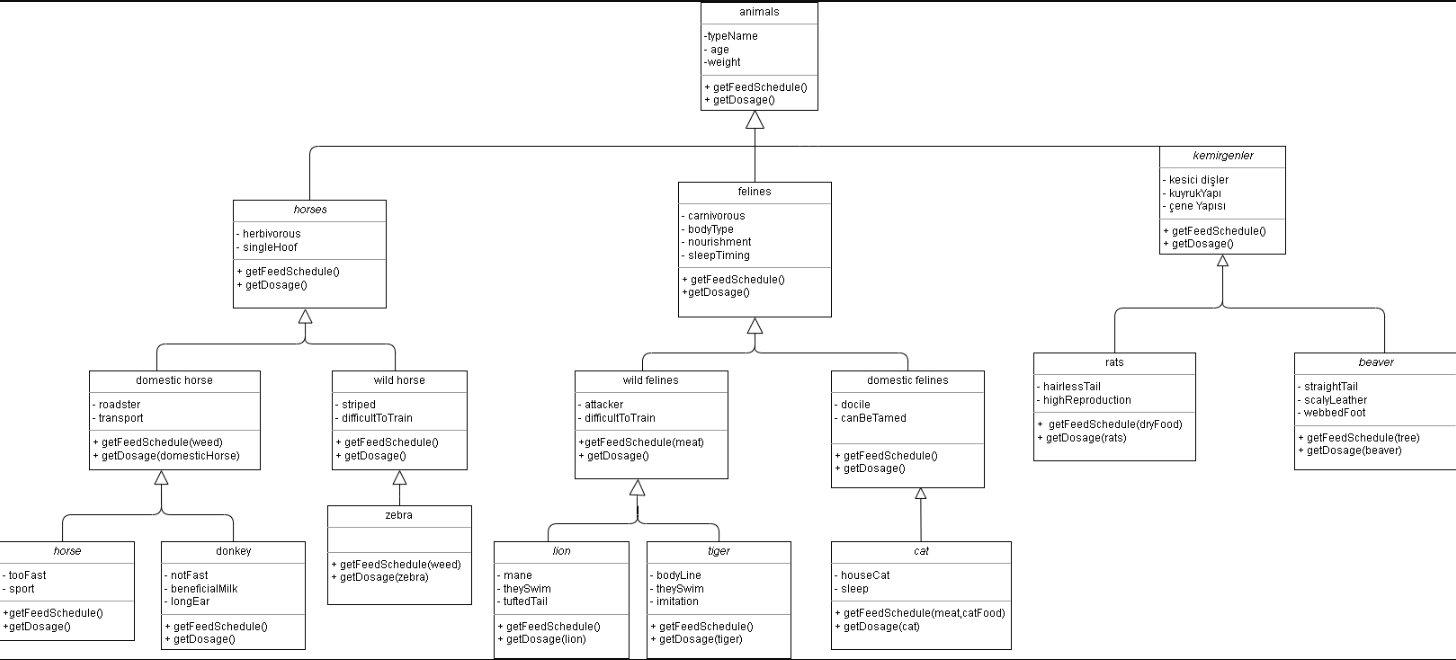 animals
-typeName
- age
-weight
+ getFeedSchedule()
+ getDosage()
horses
- herbivorous
- singleHoof
+ getFeedSchedule()
+ getDosage()
felines
- carnivorous
- bodyType
- nourishment
- sleepTiming
+ getFeedSchedule()
+getDosage()
kemirgenler
- kesici dişler
- kuyrukYapı
- çene Yapısı
+ getFeedSchedule()
+ getDosage()
domestic horse
- roadster
- transport
+ getFeedSchedule(weed)
+ getDosage(domesticHorse)
wild horse
- striped
- difficultToTrain
+ getFeedSchedule()
+ getDosage()
wild felines
- attacker
- difficultToTrain
+getFeedSchedule(meat)
+ getDosage()
domestic felines
- docile
- canBeTamed
+ getFeedSchedule()
+ getDosage()
rats
- hairlessTail
- highReproduction
+ getFeedSchedule(dryFood)
+ getDosage(rats)
beaver
- straightTail
- scalyLeather
- webbedFoot
+ getFeedSchedule(tree)
+ getDosage(beaver)
horse
- tooFast
- sport
+getFeedSchedule()
+getDosage()
donkey
- notFast
- beneficialMilk
- longEar
+ getFeedSchedule()
+ getDosage()
zebra
+ getFeedSchedule(weed)
+ getDosage(zebra)
lion
- mane
- theySwim
- tuftedTail
+ getFeedSchedule()
+ getDosage(lion)
tiger
- bodyLine
- theySwim
- imitation
+ getFeedSchedule()
+ getDosage(tiger)
cat
- houseCat
- sleep
+ getFeedSchedule(meat,catFood)
+ getDosage(cat)